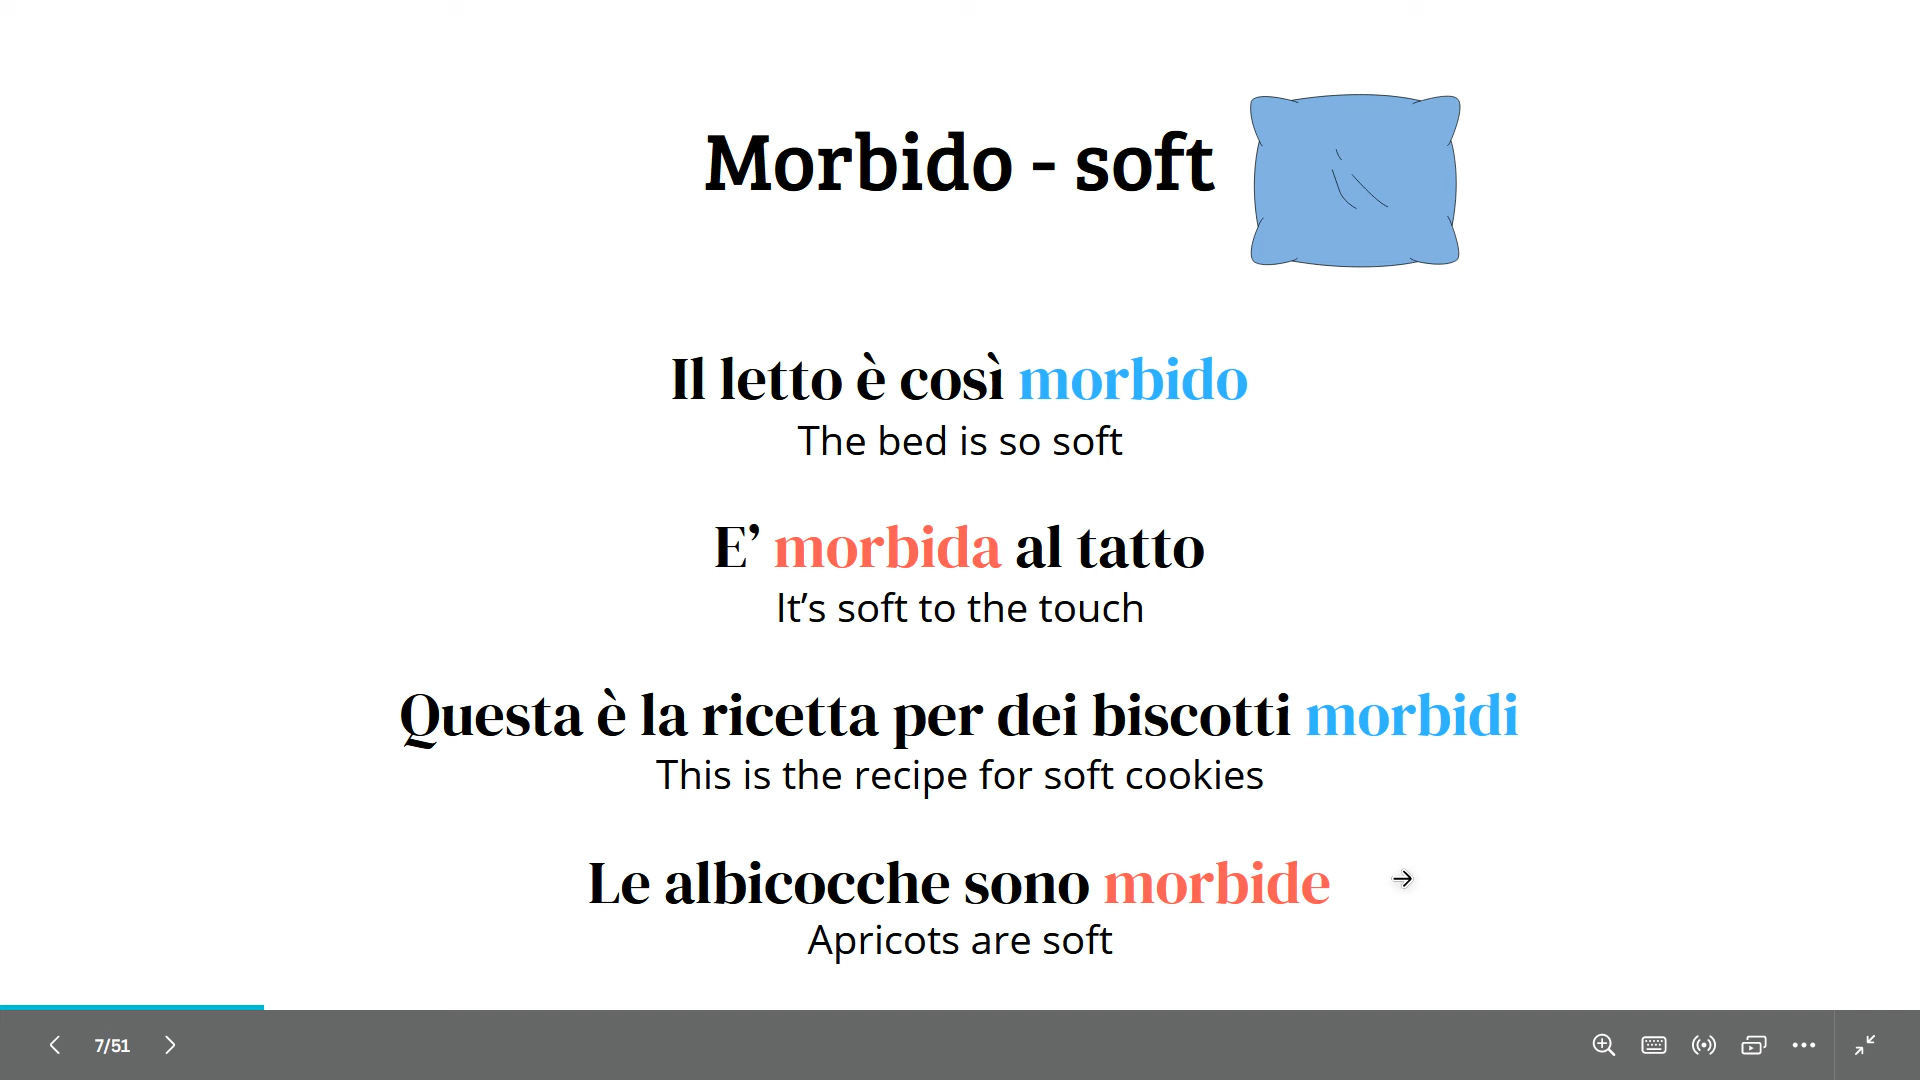 Morbido - soft
Il letto è così morbido
The bed is so soft
E’ morbida al tatto
It’s soft to the touch
Questa è la ricetta per dei biscotti morbidi
This is the recipe for soft cookies
Le albicocche sono morbide
Apricots are soft
7/51